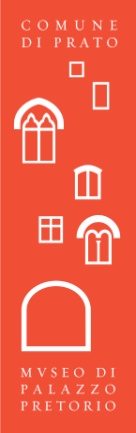 COMUNE
DI PRATO
MVSEO DI
PALAZZO
PRETORIO